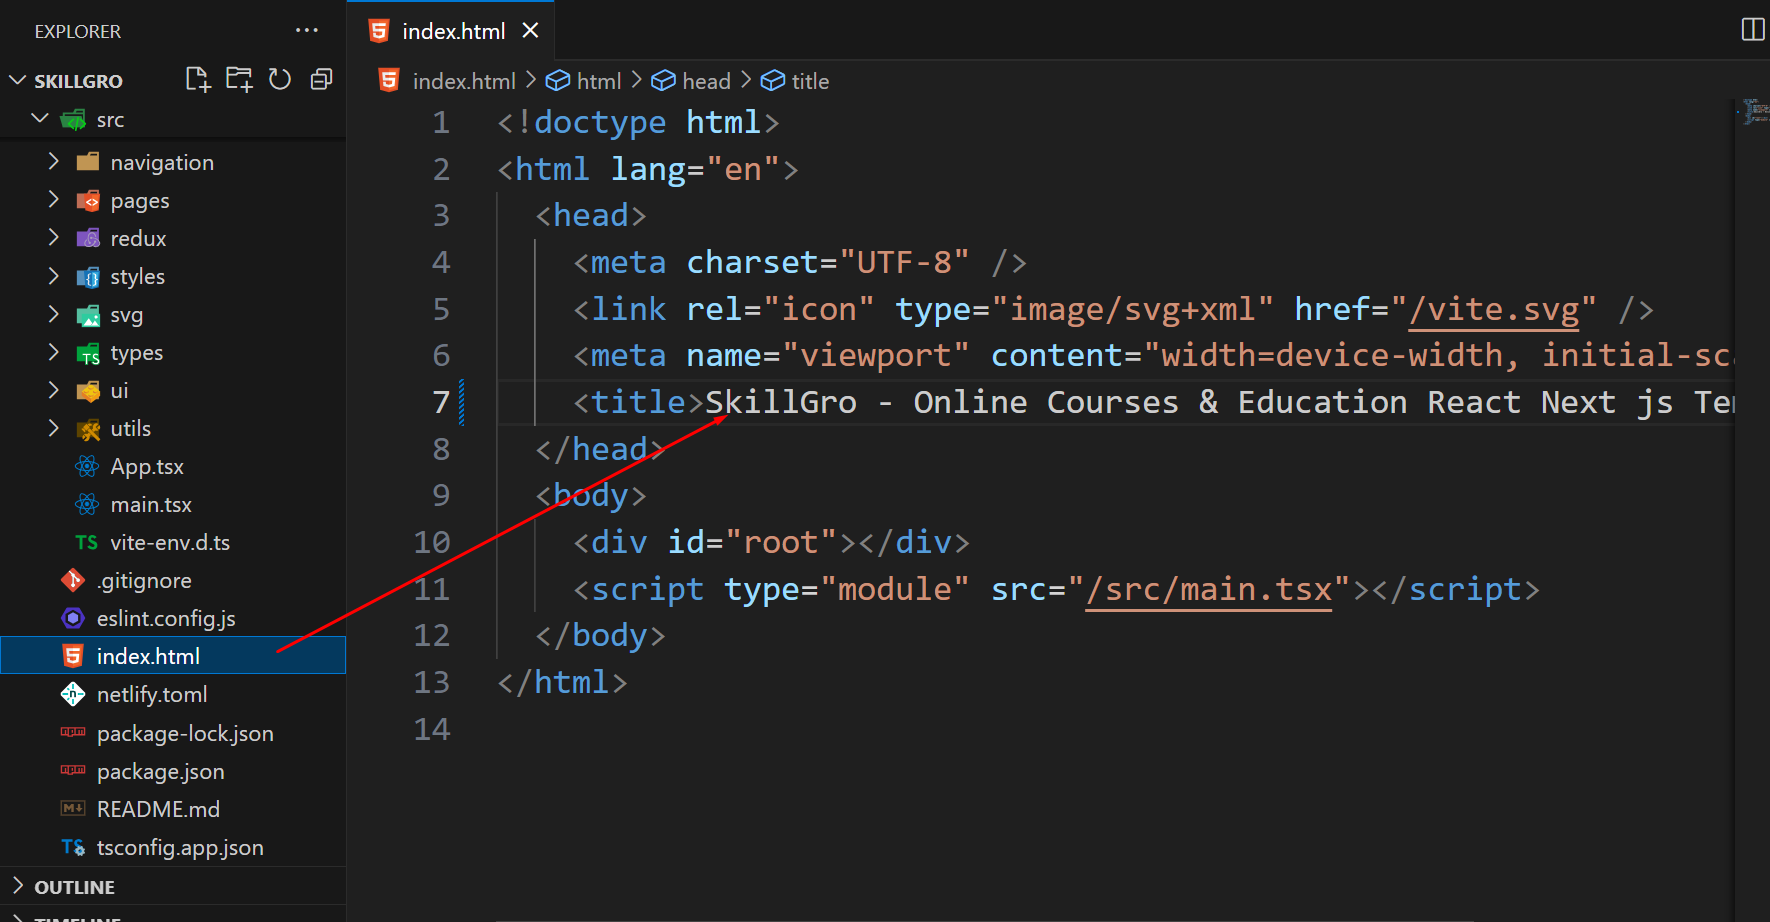 EXPLORER
SKILLGRO
src
navigation
pages
redux
styles
svg
types
ui
utils
App.tsx
main.tsx
TS vite-env.d.ts
.gitignore
eslint.config.js
index.html
netlify.toml
package-lock.json
package.json
README.md
tsconfig.app.json
OUTLINE
TIMELINE
index.html
index.html > html > head > title
1 <!doctype html>
2 <html lang="en">
3 <head>
4 <meta charset="UTF-8" />
5 <link rel="icon" type="image/svg+xml" href="/vite.svg" />
6 <meta name="viewport" content="width=device-width, initial-sca
7 <title>SkillGro - Online Courses & Education React Next js Te
8 </head>
9 <body>
10 <div id="root"></div>
11 <script type="module" src="/src/main.tsx"></script>
12 </body>
13 </html>
14